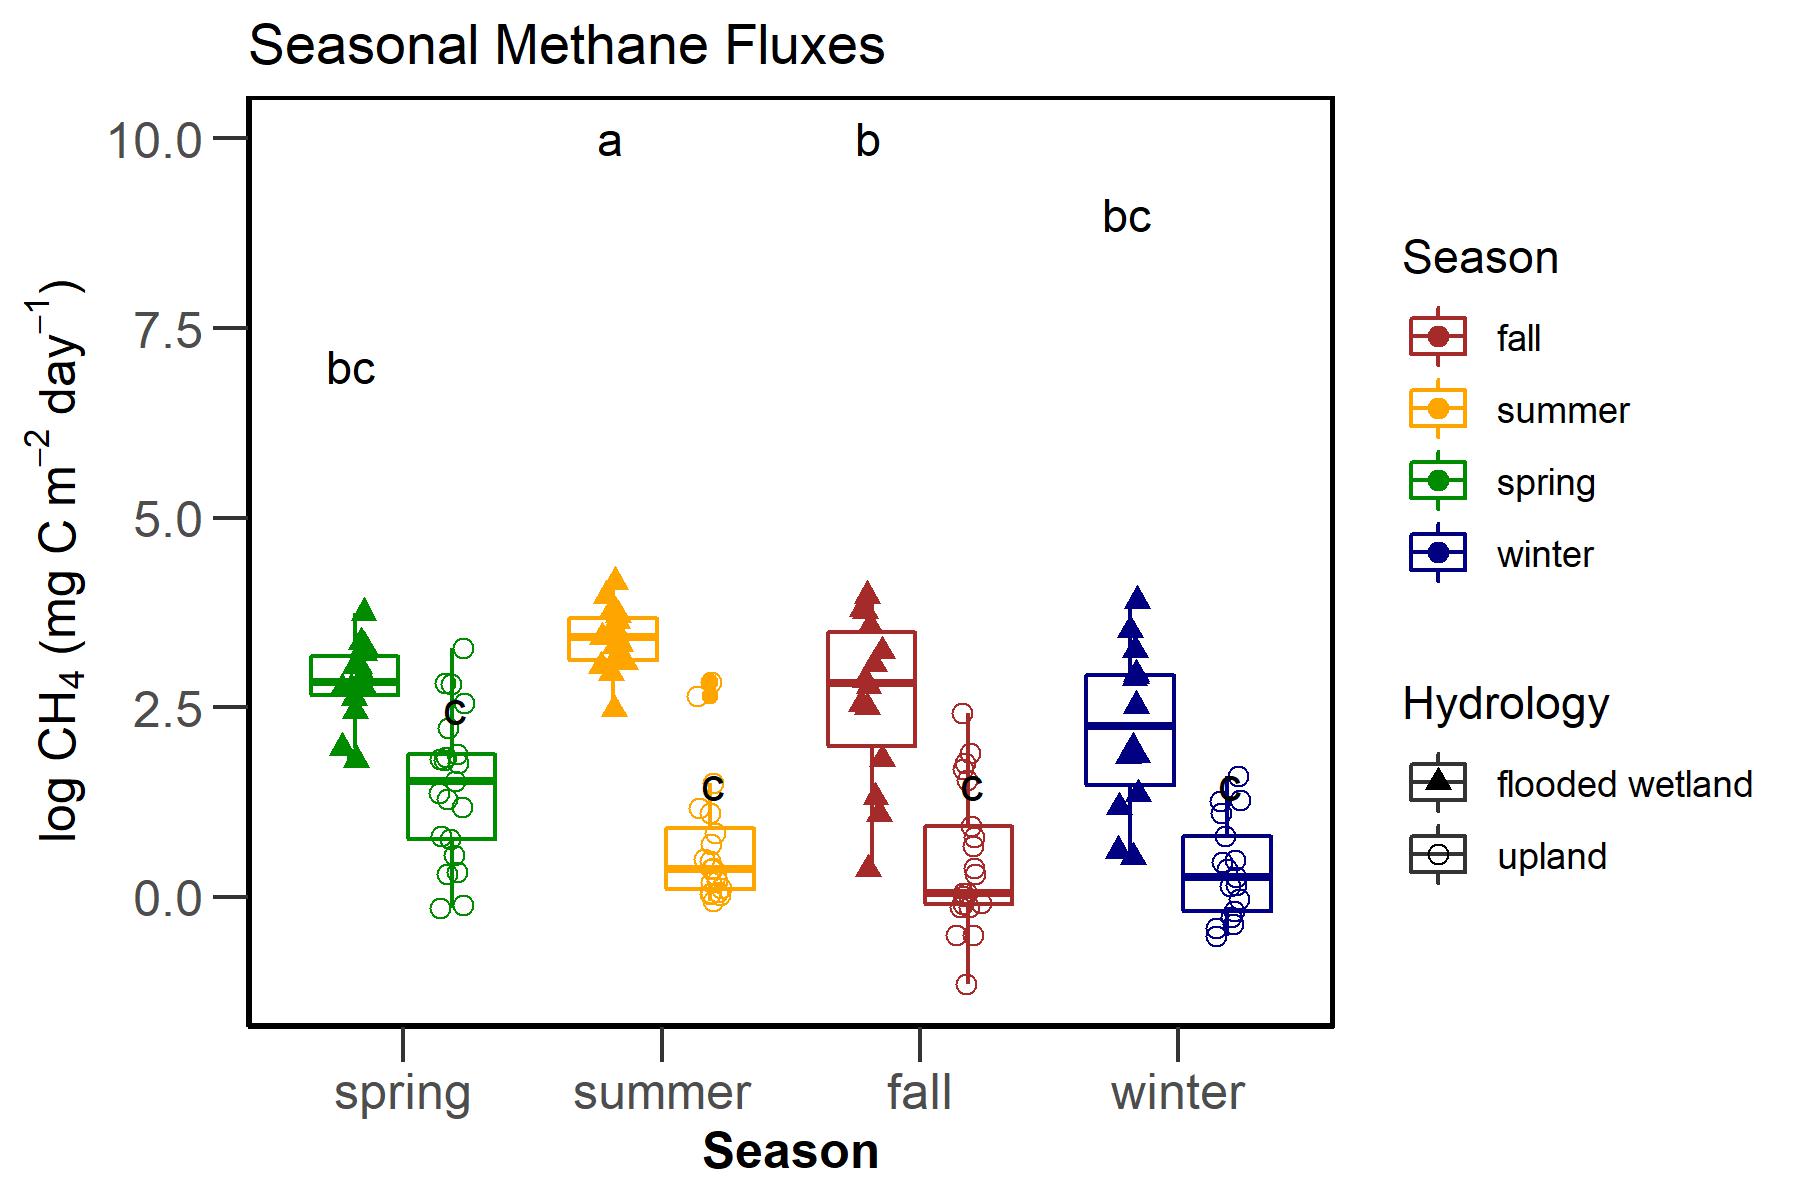 Seasonal Methane Fluxes
log CH₄ (mg C m⁻² day⁻¹)
10.0
7.5
5.0
2.5
0.0
a
b
bc
bc
c
c
c
c
spring
summer
fall
winter
Season
Season
fall
summer
spring
winter
Hydrology
flooded wetland
upland